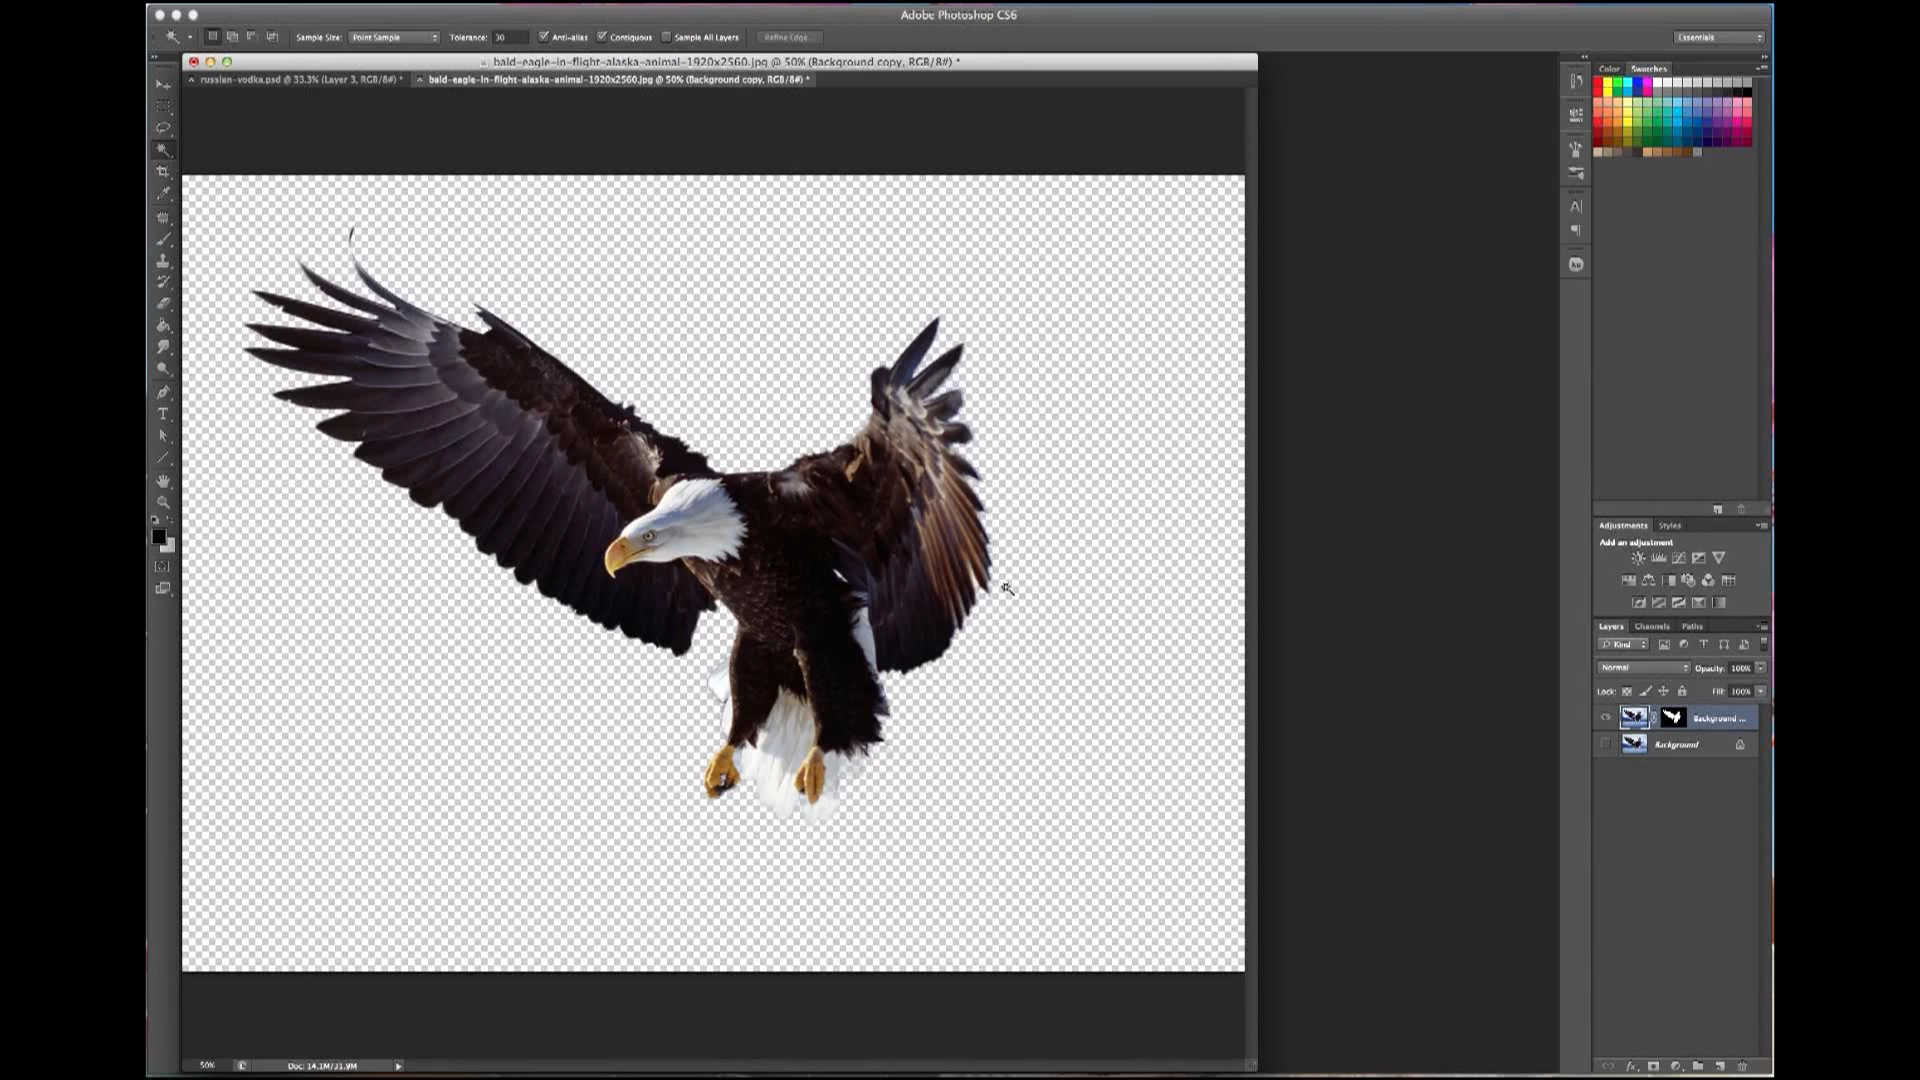 Adobe Photoshop CS6
Sample Size: Point Sample Tolerance: 30 Anti-alias Contiguous Sample All Layers Refine Edge... Essentials
bald-eagle-in-flight-alaska-animal-1920x2560.jpg @ 50% (Background copy, RGB/8#) *
russian-vodka.psd @ 33.3% (Layer 3, RGB/8#) * bald-eagle-in-flight-alaska-animal-1920x2560.jpg @ 50% (Background copy, RGB/8#) *
Color Swatches
Adjustments Styles
Add an adjustment
Layers Channels Paths
Kind
Normal Opacity: 100%
Lock: Fill: 100%
Background ...
Background
50% Doc: 14.1M/31.9M